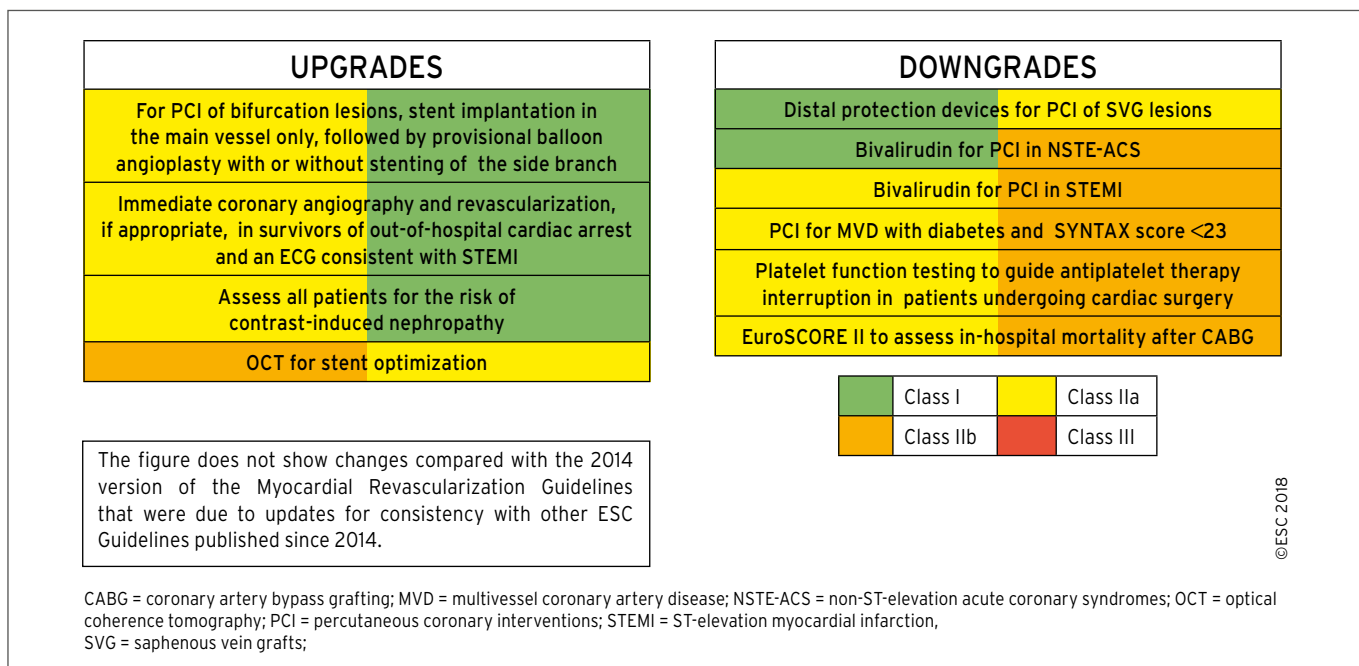 UPGRADES
For PCI of bifurcation lesions, stent implantation in
the main vessel only, followed by provisional balloon
angioplasty with or without stenting of the side branch
Immediate coronary angiography and revascularization,
if appropriate, in survivors of out-of-hospital cardiac arrest
and an ECG consistent with STEMI
Assess all patients for the risk of
contrast-induced nephropathy
OCT for stent optimization
DOWNGRADES
Distal protection devices for PCI of SVG lesions
Bivalirudin for PCI in NSTE-ACS
Bivalirudin for PCI in STEMI
PCI for MVD with diabetes and SYNTAX score <23
Platelet function testing to guide antiplatelet therapy
interruption in patients undergoing cardiac surgery
EuroSCORE II to assess in-hospital mortality after CABG
Class I
Class IIa
Class IIb
Class III
The figure does not show changes compared with the 2014
version of the Myocardial Revascularization Guidelines
that were due to updates for consistency with other ESC
Guidelines published since 2014.
©ESC 2018
CABG = coronary artery bypass grafting; MVD = multivessel coronary artery disease; NSTE-ACS = non-ST-elevation acute coronary syndromes; OCT = optical
coherence tomography; PCI = percutaneous coronary interventions; STEMI = ST-elevation myocardial infarction,
SVG = saphenous vein grafts;